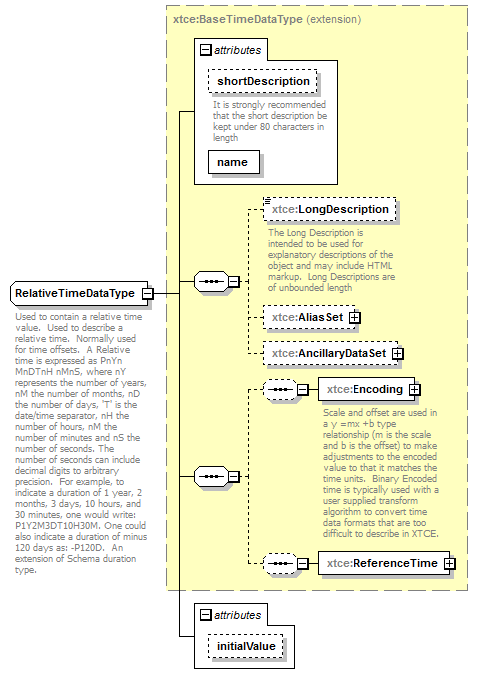 xtce:BaseTimeDataType (extension)
attributes
shortDescription
It is strongly recommended
that the short description be
kept under 80 characters in
length
name
xtce:LongDescription
The Long Description is
intended to be used for
explanatory descriptions of the
object and may include HTML
markup.  Long Descriptions are
of unbounded length
RelativeTimeDataType
Used to contain a relative time
value.  Used to describe a
relative time.  Normally used
for time offsets.  A Relative
time is expressed as PnYn
MnDTnH nMnS, where nY
represents the number of years,
nM the number of months, nD
the number of days, 'T' is the
date/time separator, nH the
number of hours, nM the
number of minutes and nS the
number of seconds. The
number of seconds can include
decimal digits to arbitrary
precision.  For example, to
indicate a duration of 1 year, 2
months, 3 days, 10 hours, and
30 minutes, one would write:
P1Y2M3DT10H30M. One could
also indicate a duration of minus
120 days as: -P120D.  An
extension of Schema duration
type.
xtce:AliasSet
xtce:AncillaryDataSet
xtce:Encoding
Scale and offset are used in
a y =mx +b type
relationship (m is the scale
and b is the offset) to make
adjustments to the encoded
value to that it matches the
time units.  Binary Encoded
time is typically used with a
user supplied transform
algorithm to convert time
data formats that are too
difficult to describe in XTCE.
xtce:ReferenceTime
attributes
initialValue